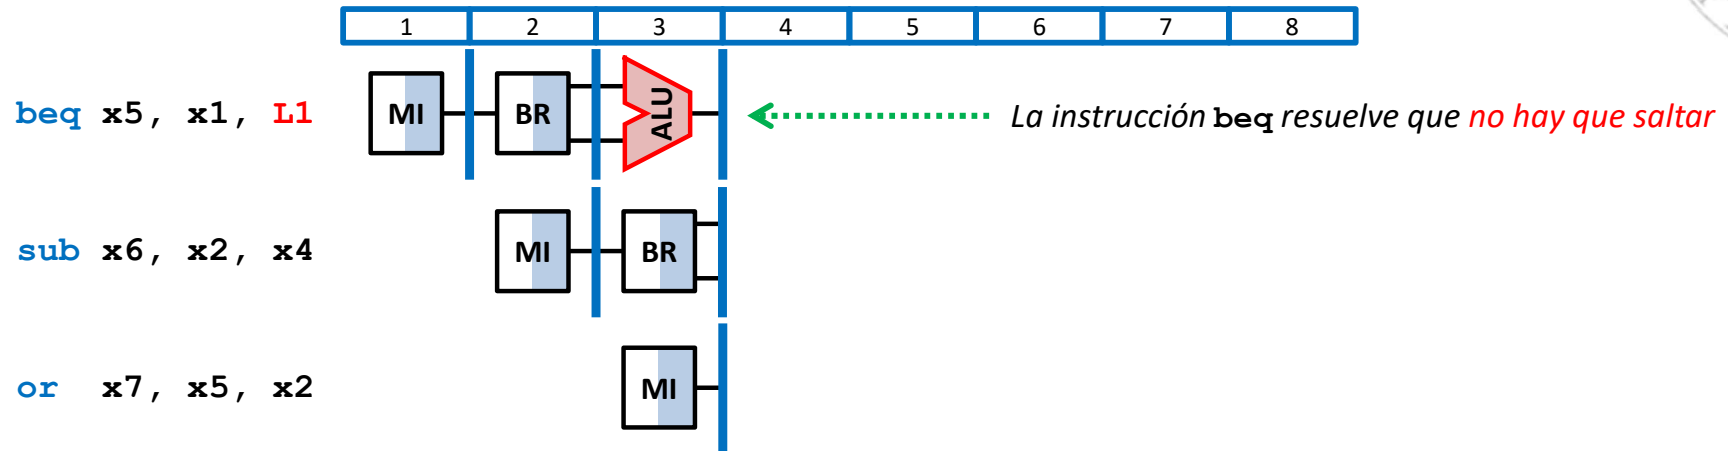 1 2 3 4 5 6 7 8
beq x5, x1, L1 MI BR ALU La instrucción beq resuelve que no hay que saltar
sub x6, x2, x4 MI BR
or x7, x5, x2 MI